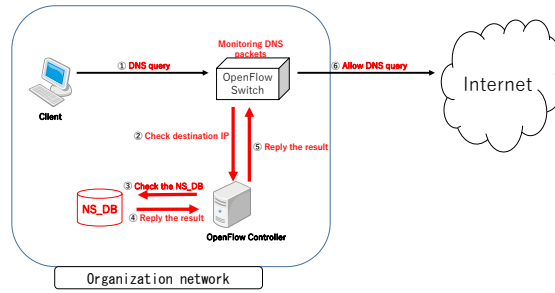 Monitoring DNS
packets
① DNS query
⑥ Allow DNS query
OpenFlow
Switch
Internet
Client
② Check destination IP
⑤ Reply the result
③ Check the NS_DB
NS_DB
④ Reply the result
OpenFlow Controller
Organization network